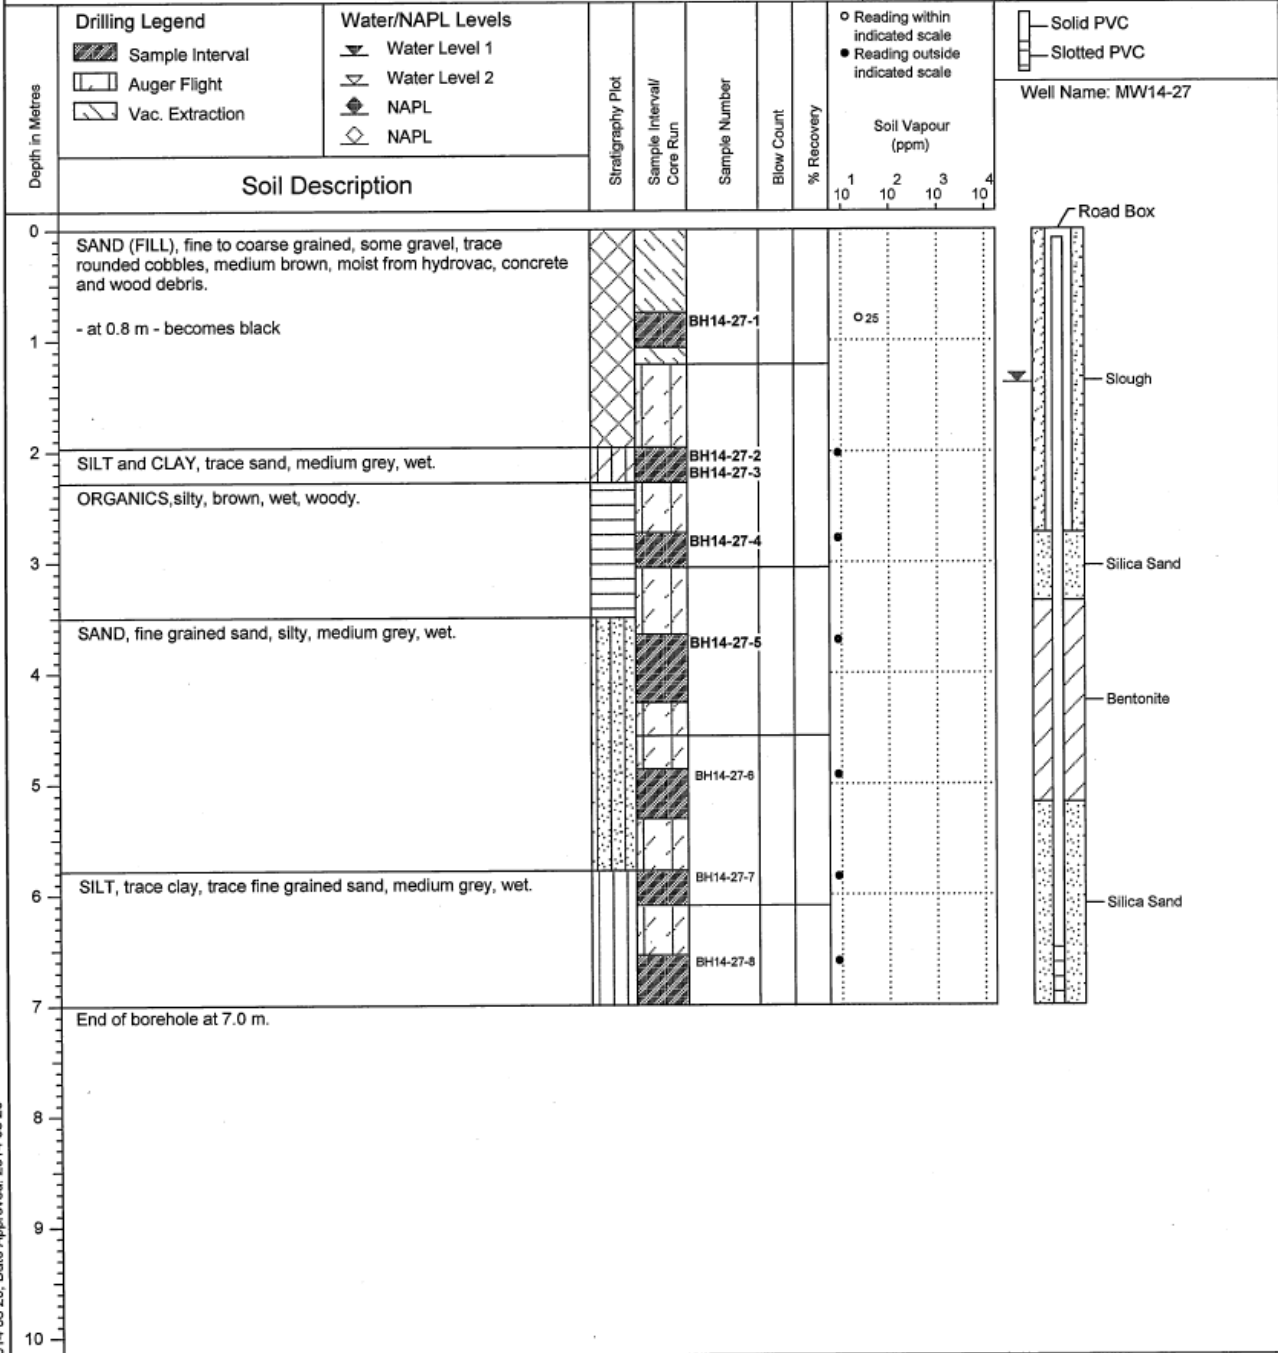 Drilling Legend
Sample Interval
Auger Flight
Vac. Extraction
Water/NAPL Levels
Water Level 1
Water Level 2
NAPL
NAPL
Depth in Metres
Soil Description
Stratigraphy Plot
Sample Interval/
Core Run
Sample Number
Blow Count
% Recovery
Reading within
indicated scale
Reading outside
indicated scale
Soil Vapour
(ppm)
10 1 10 2 10 3 10 4
Solid PVC
Slotted PVC
Well Name: MW14-27
Road Box
0
SAND (FILL), fine to coarse grained, some gravel, trace
rounded cobbles, medium brown, moist from hydrovac, concrete
and wood debris.
- at 0.8 m - becomes black
BH14-27-1
25
1
Slough
2
SILT and CLAY, trace sand, medium grey, wet.
BH14-27-2
BH14-27-3
ORGANICS,silty, brown, wet, woody.
BH14-27-4
3
Silica Sand
SAND, fine grained sand, silty, medium grey, wet.
BH14-27-5
4
Bentonite
BH14-27-6
5
BH14-27-7
SILT, trace clay, trace fine grained sand, medium grey, wet.
6
Silica Sand
BH14-27-8
7
End of borehole at 7.0 m.
8
9
10